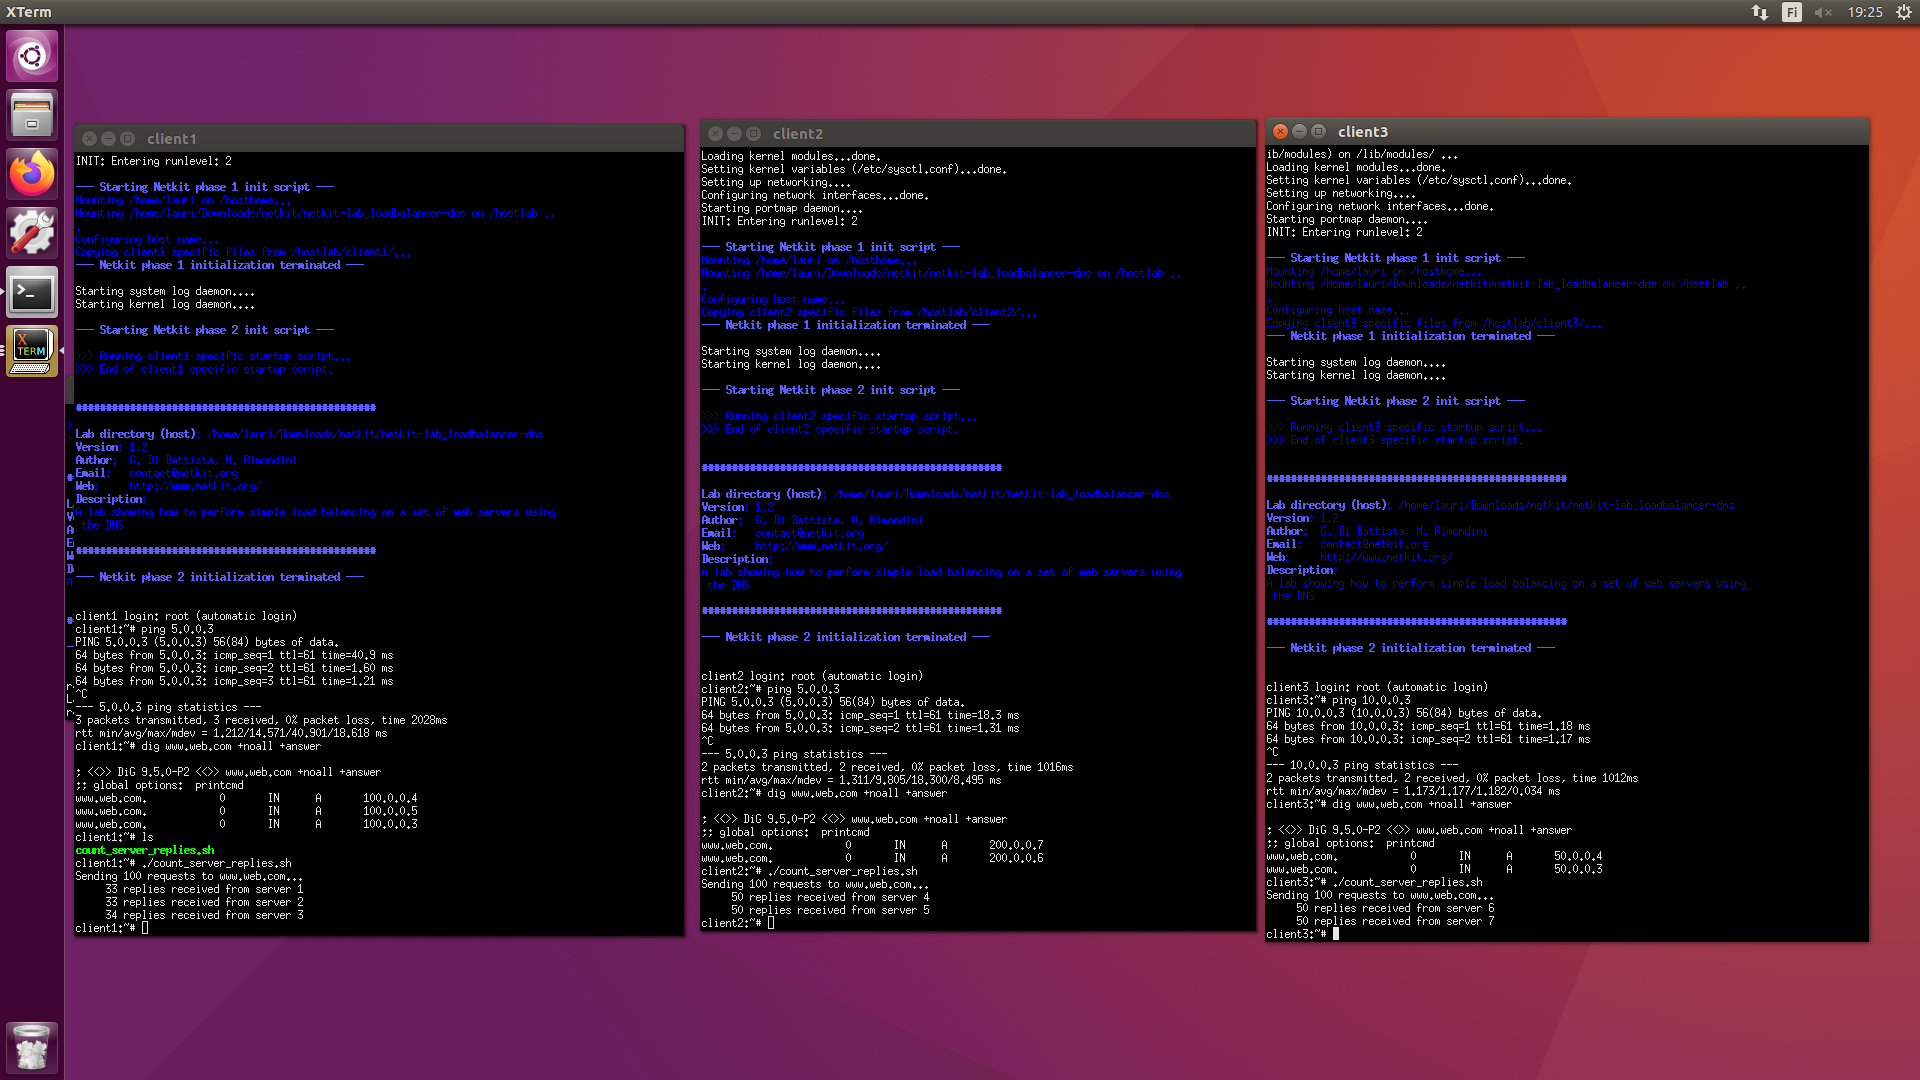 XTerm
Fi
19:25
client1
INIT: Entering runlevel: 2
--- Starting Netkit phase 1 init script ---
Mounting /home/lauri on /hosthome...
Mounting /home/lauri/Downloads/netkit/netkit-lab_loadbalancer-dns on /hostlab ..
.
Configuring host name...
Copying client1 specific files from /hostlab/client1/...
--- Netkit phase 1 initialization terminated ---
Starting system log daemon....
Starting kernel log daemon....
--- Starting Netkit phase 2 init script ---
>>> Running client1 specific startup script...
>>> End of client1 specific startup script.
##################################################
Lab directory (host): /home/lauri/Downloads/netkit/netkit-lab_loadbalancer-dns
Version: 1.2
Author: G. Di Battista, M. Rimondini
Email: contact@netkit.org
Web: http://www.netkit.org/
Description:
A lab showing how to perform simple load balancing on a set of web servers using
the DNS
##################################################
--- Netkit phase 2 initialization terminated ---
client1 login: root (automatic login)
client1:~# ping 5.0.0.3
PING 5.0.0.3 (5.0.0.3) 56(84) bytes of data.
64 bytes from 5.0.0.3: icmp_seq=1 ttl=61 time=40.9 ms
64 bytes from 5.0.0.3: icmp_seq=2 ttl=61 time=1.60 ms
64 bytes from 5.0.0.3: icmp_seq=3 ttl=61 time=1.21 ms
^C
--- 5.0.0.3 ping statistics ---
3 packets transmitted, 3 received, 0% packet loss, time 2028ms
rtt min/avg/max/mdev = 1.212/14.571/40.901/18.618 ms
client1:~# dig www.web.com +noall +answer
; <<>> DiG 9.5.0-P2 <<>> www.web.com +noall +answer
;; global options: printcmd
www.web.com. 0 IN A 100.0.0.4
www.web.com. 0 IN A 100.0.0.5
www.web.com. 0 IN A 100.0.0.3
client1:~# ls
count_server_replies.sh
client1:~# ./count_server_replies.sh
Sending 100 requests to www.web.com...
33 replies received from server 1
33 replies received from server 2
34 replies received from server 3
client1:~#
client2
Loading kernel modules...done.
Setting kernel variables (/etc/sysctl.conf)...done.
Setting up networking....
Configuring network interfaces...done.
Starting portmap daemon....
INIT: Entering runlevel: 2
--- Starting Netkit phase 1 init script ---
Mounting /home/lauri on /hosthome...
Mounting /home/lauri/Downloads/netkit/netkit-lab_loadbalancer-dns on /hostlab ..
.
Configuring host name...
Copying client2 specific files from /hostlab/client2/...
--- Netkit phase 1 initialization terminated ---
Starting system log daemon....
Starting kernel log daemon....
--- Starting Netkit phase 2 init script ---
>>> Running client2 specific startup script...
>>> End of client2 specific startup script.
##################################################
Lab directory (host): /home/lauri/Downloads/netkit/netkit-lab_loadbalancer-dns
Version: 1.2
Author: G. Di Battista, M. Rimondini
Email: contact@netkit.org
Web: http://www.netkit.org/
Description:
A lab showing how to perform simple load balancing on a set of web servers using
the DNS
##################################################
--- Netkit phase 2 initialization terminated ---
client2 login: root (automatic login)
client2:~# ping 5.0.0.3
PING 5.0.0.3 (5.0.0.3) 56(84) bytes of data.
64 bytes from 5.0.0.3: icmp_seq=1 ttl=61 time=18.3 ms
64 bytes from 5.0.0.3: icmp_seq=2 ttl=61 time=1.31 ms
^C
--- 5.0.0.3 ping statistics ---
2 packets transmitted, 2 received, 0% packet loss, time 1016ms
rtt min/avg/max/mdev = 1.311/9.805/18.300/8.495 ms
client2:~# dig www.web.com +noall +answer
; <<>> DiG 9.5.0-P2 <<>> www.web.com +noall +answer
;; global options: printcmd
www.web.com. 0 IN A 200.0.0.7
www.web.com. 0 IN A 200.0.0.6
client2:~# ./count_server_replies.sh
Sending 100 requests to www.web.com...
50 replies received from server 4
50 replies received from server 5
client2:~#
client3
ib/modules) on /lib/modules/ ...
Loading kernel modules...done.
Setting kernel variables (/etc/sysctl.conf)...done.
Setting up networking....
Configuring network interfaces...done.
Starting portmap daemon....
INIT: Entering runlevel: 2
--- Starting Netkit phase 1 init script ---
Mounting /home/lauri on /hosthome...
Mounting /home/lauri/Downloads/netkit/netkit-lab_loadbalancer-dns on /hostlab ..
.
Configuring host name...
Copying client3 specific files from /hostlab/client3/...
--- Netkit phase 1 initialization terminated ---
Starting system log daemon....
Starting kernel log daemon....
--- Starting Netkit phase 2 init script ---
>>> Running client3 specific startup script...
>>> End of client3 specific startup script.
##################################################
Lab directory (host): /home/lauri/Downloads/netkit/netkit-lab_loadbalancer-dns
Version: 1.2
Author: G. Di Battista, M. Rimondini
Email: contact@netkit.org
Web: http://www.netkit.org/
Description:
A lab showing how to perform simple load balancing on a set of web servers using
the DNS
##################################################
--- Netkit phase 2 initialization terminated ---
client3 login: root (automatic login)
client3:~# ping 10.0.0.3
PING 10.0.0.3 (10.0.0.3) 56(84) bytes of data.
64 bytes from 10.0.0.3: icmp_seq=1 ttl=61 time=1.18 ms
64 bytes from 10.0.0.3: icmp_seq=2 ttl=61 time=1.17 ms
^C
--- 10.0.0.3 ping statistics ---
2 packets transmitted, 2 received, 0% packet loss, time 1012ms
rtt min/avg/max/mdev = 1.173/1.177/1.182/0.034 ms
client3:~# dig www.web.com +noall +answer
; <<>> DiG 9.5.0-P2 <<>> www.web.com +noall +answer
;; global options: printcmd
www.web.com. 0 IN A 50.0.0.4
www.web.com. 0 IN A 50.0.0.3
client3:~# ./count_server_replies.sh
Sending 100 requests to www.web.com...
50 replies received from server 6
50 replies received from server 7
client3:~#